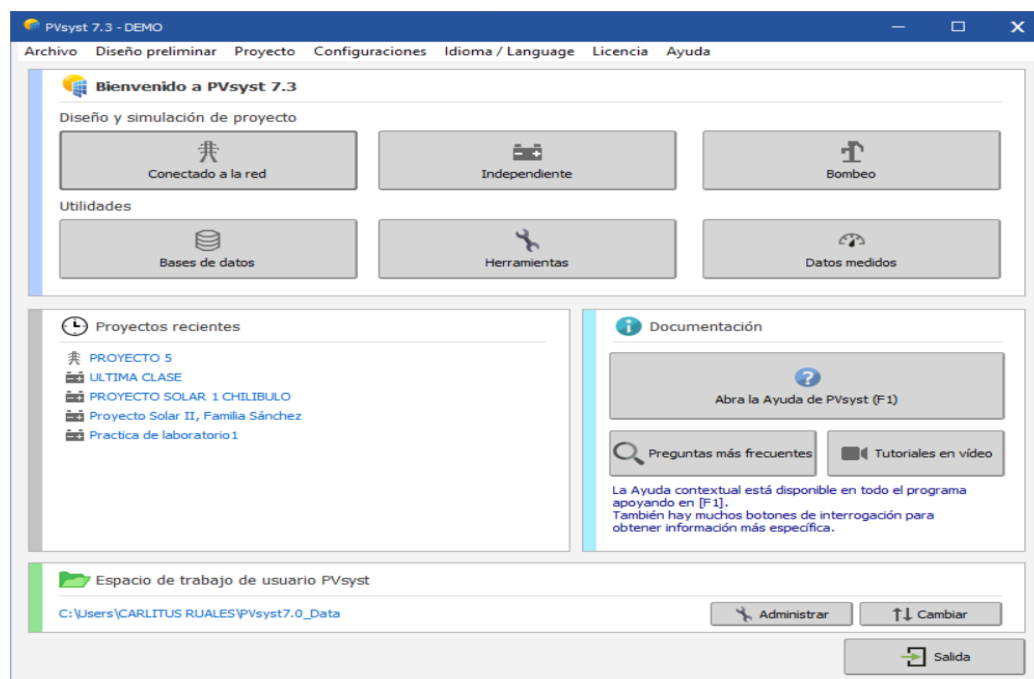 PVsyst 7.3 - DEMO
Archivo Diseño preliminar Proyecto Configuraciones Idioma / Language Licencia Ayuda
Bienvenido a PVsyst 7.3
Diseño y simulación de proyecto
Conectado a la red Independiente Bombeo
Utilidades
Bases de datos Herramientas Datos medidos
Proyectos recientes
PROYECTO 5
ULTIMA CLASE
PROYECTO SOLAR 1 CHILIBULO
Proyecto Solar II, Familia Sánchez
Practica de laboratorio1
Documentación
Abra la Ayuda de PVsyst (F1)
Preguntas más frecuentes Tutoriales en vídeo
La Ayuda contextual está disponible en todo el programa
apoyando en [F1].
También hay muchos botones de interrogación para
obtener información más específica.
Espacio de trabajo de usuario PVsyst
C:\Users\CARLITUS RUALES\PVsyst7.0_Data Administrar Cambiar
Salida